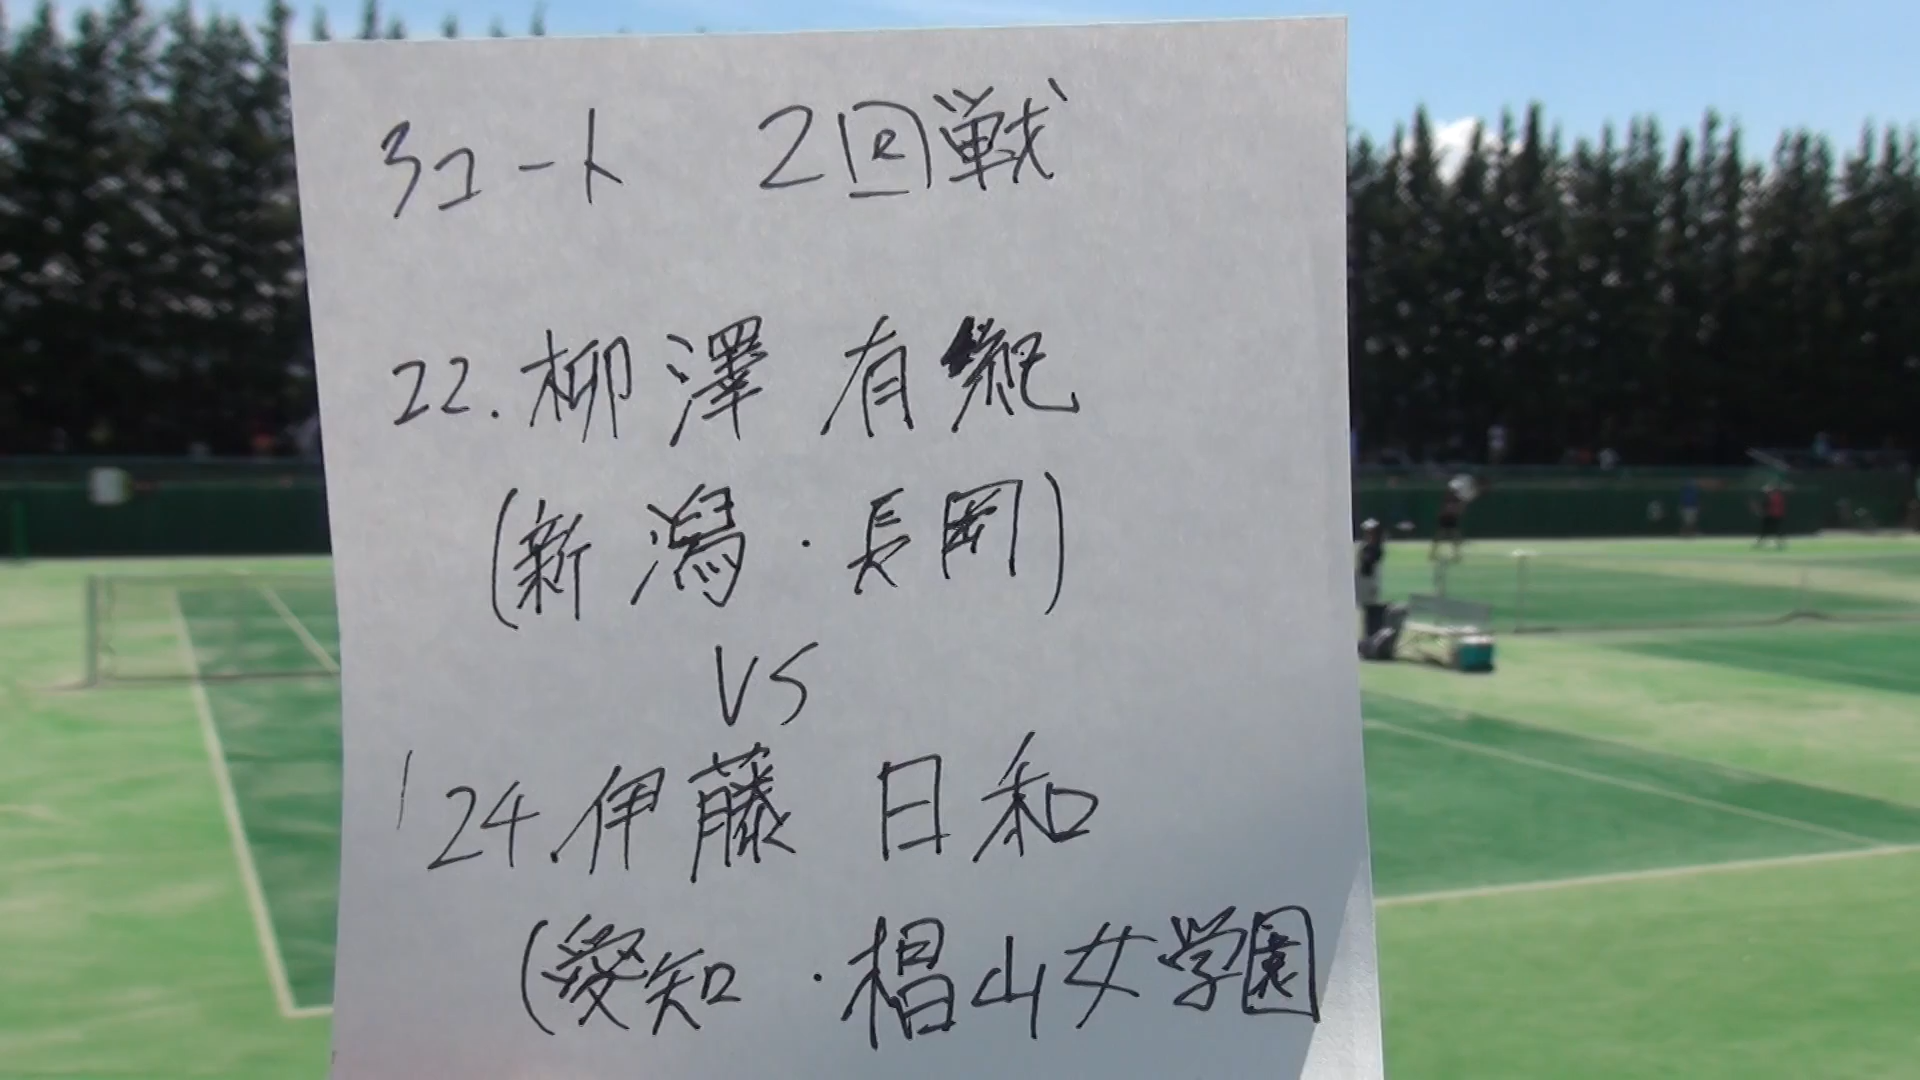 3コート 2回戦
22.柳澤 有紀
(新潟・長岡)
VS
24.伊藤 日和
(愛知・椙山女学園